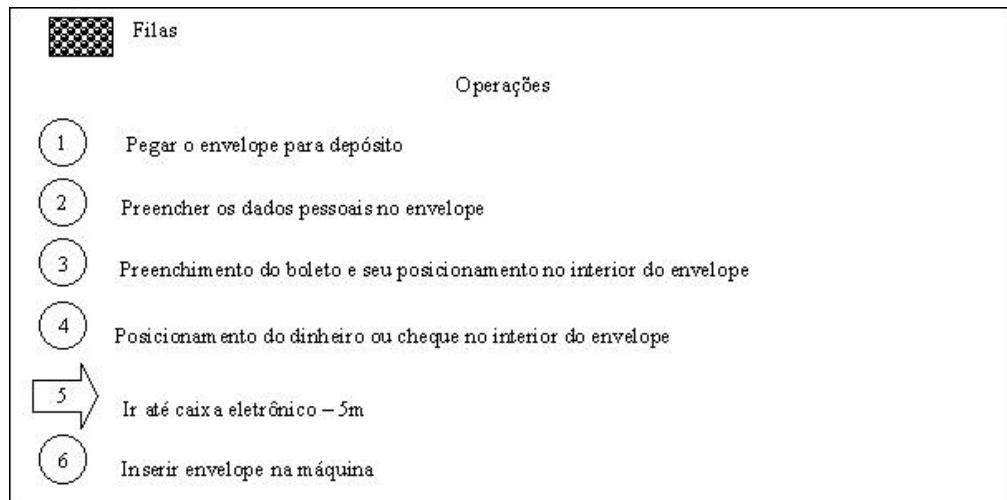 Filas
Operações
1 Pegar o envelope para depósito
2 Preencher os dados pessoais no envelope
3 Preenchimento do boleto e seu posicionamento no interior do envelope
4 Posicionamento do dinheiro ou cheque no interior do envelope
5 Ir até caixa eletrônico – 5m
6 Inserir envelope na máquina